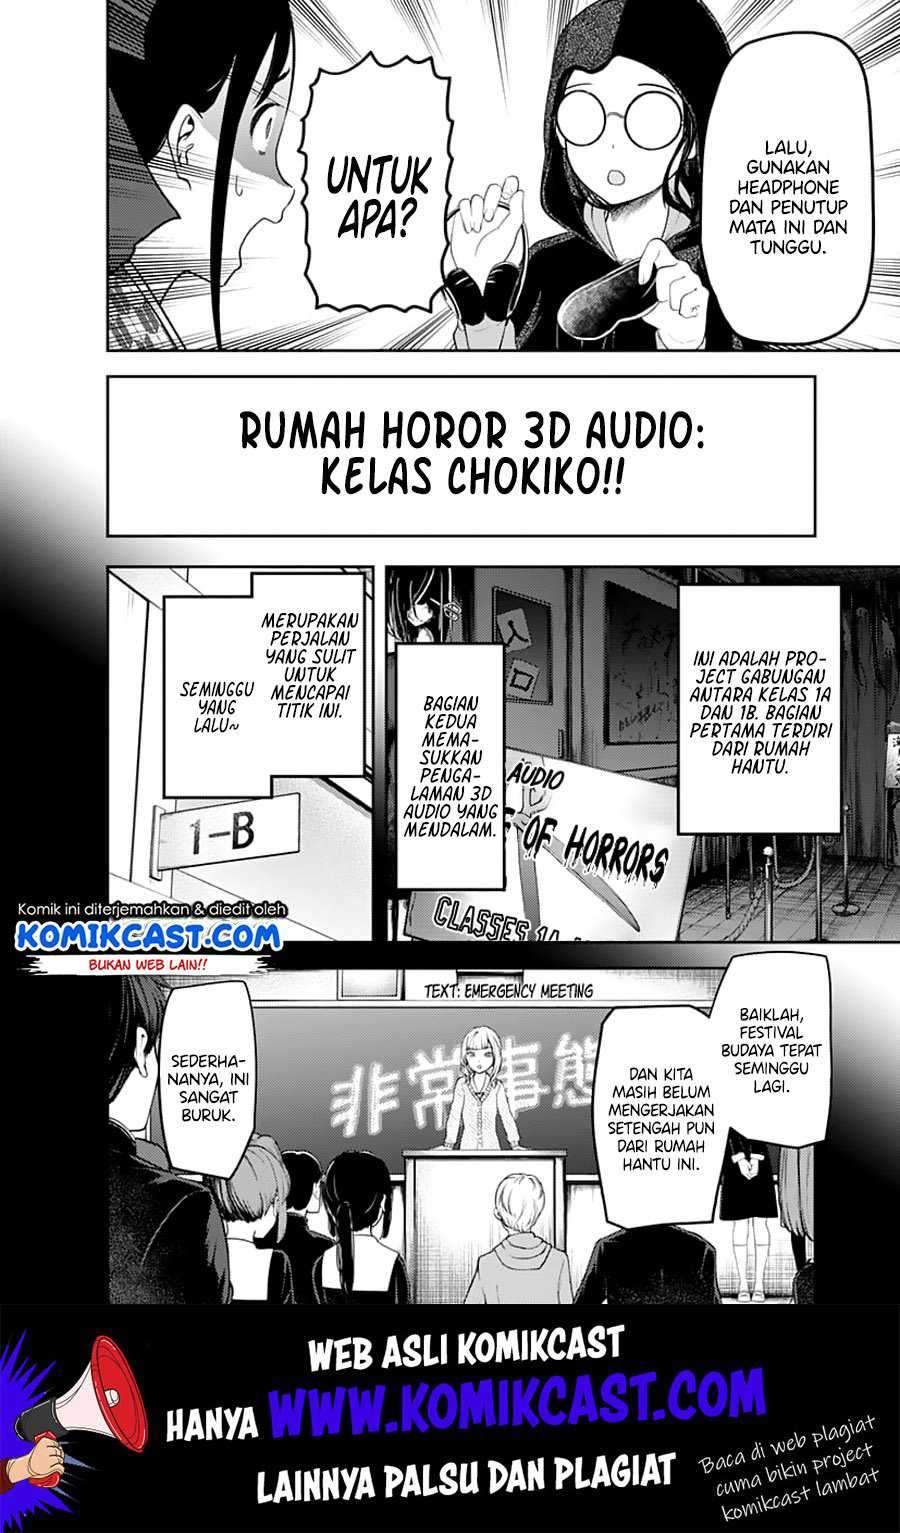 LALU,
GUNAKAN
HEADPHONE
DAN PENUTUP
MATA INI DAN
TUNGGU.
UNTUK
APA?
RUMAH HOROR 3D AUDIO:
KELAS CHOKIKO!!
INI ADALAH PRO-
JECT GABUNGAN
ANTARA KELAS 1A
DAN 1B. BAGIAN
PERTAMA TERDIRI
DARI RUMAH
HANTU.
BAGIAN
KEDUA
MEMA-
SUKKAN
PENGA-
LAMAN 3D
AUDIO YANG
MENDALAM.
AUDIO
OF HORRORS
CLASSES 1A
MERUPAKAN
PERJALAN
YANG SULIT
UNTUK
MENCAPAI
TITIK INI.
SEMINGGU
YANG
LALU~
1-B
Komik ini diterjemahkan & diedit oleh
KOMIKCAST.COM
BUKAN WEB LAIN!!
TEXT: EMERGENCY MEETING
非常事態
BAIKLAH,
FESTIVAL
BUDAYA TEPAT
SEMINGGU
LAGI.
DAN KITA
MASIH BELUM
MENGERJAKAN
SETENGAH PUN
DARI RUMAH
HANTU INI.
SEDERHA-
NANYA, INI
SANGAT
BURUK.
WEB ASLI KOMIKCAST
HANYA WWW.KOMIKCAST.COM
LAINNYA PALSU DAN PLAGIAT
Baca di web plagiat
cuma bikin project
komikcast lambat